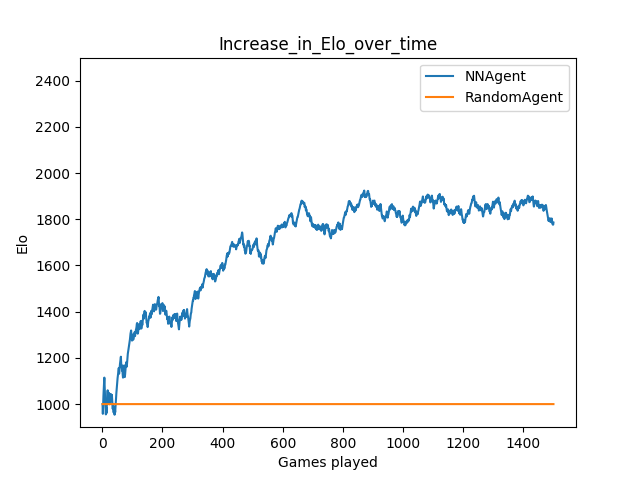 Increase_in_Elo_over_time
NNAgent
RandomAgent
2400
2200
2000
1800
1600
1400
1200
1000
Elo
0 200 400 600 800 1000 1200 1400
Games played